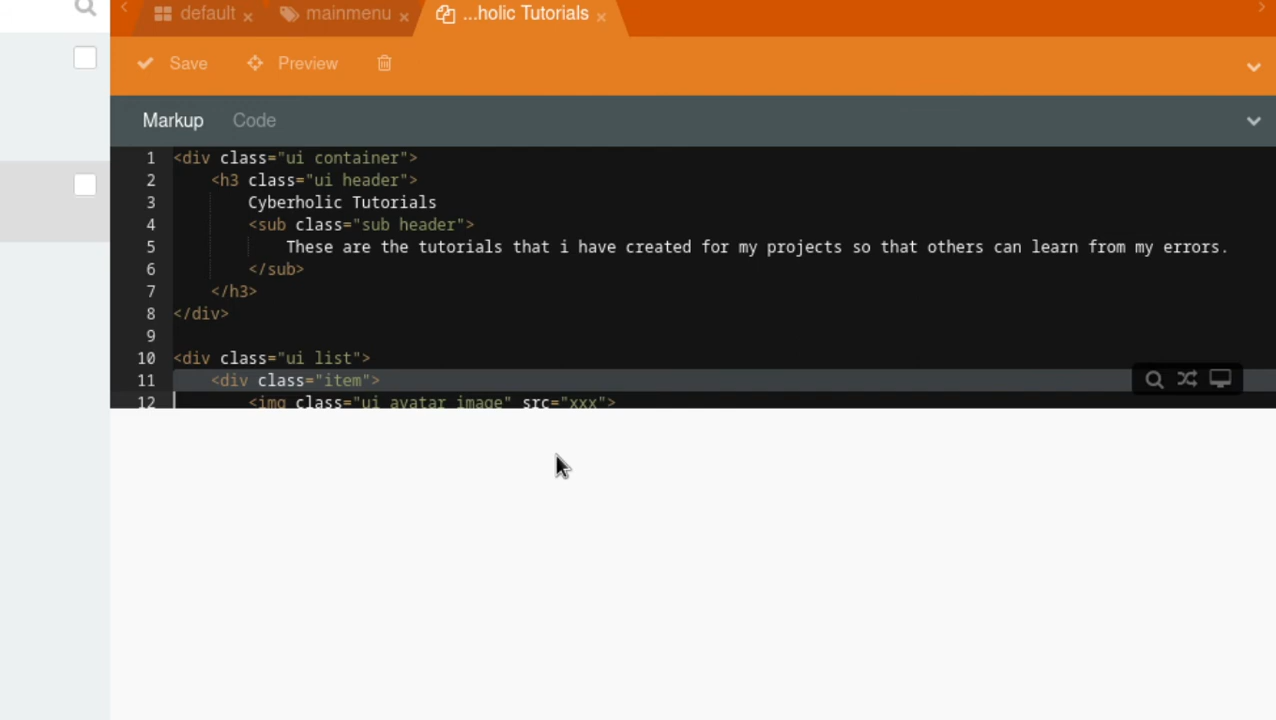 default mainmenu ...holic Tutorials
Save Preview
Markup Code
1 <div class="ui container">
2 <h3 class="ui header">
3 Cyberholic Tutorials
4 <sub class="sub header">
5 These are the tutorials that i have created for my projects so that others can learn from my errors.
6 </sub>
7 </h3>
8 </div>
9
10 <div class="ui list">
11 <div class="item">
12 <img class="ui avatar image" src="xxx">